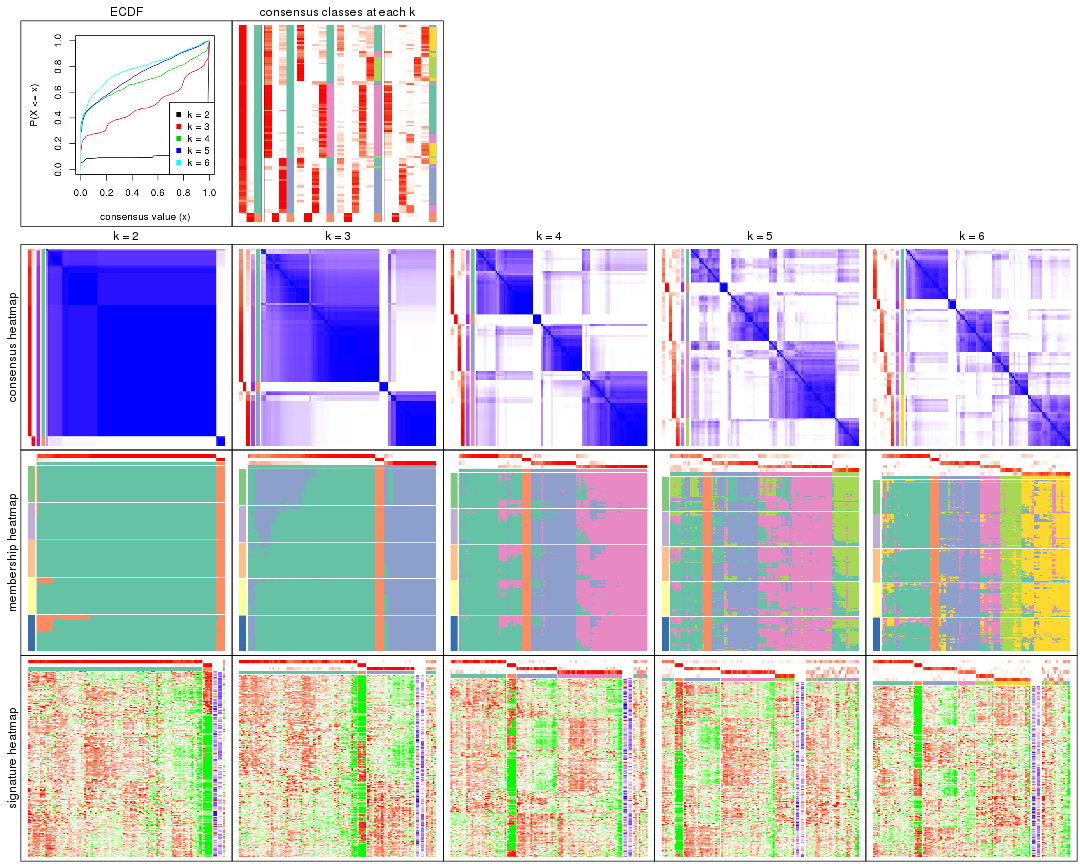 ECDF
consensus classes at each k
P(X <= x)
0.0 0.2 0.4 0.6 0.8 1.0
k = 2
k = 3
k = 4
k = 5
k = 6
0.0 0.2 0.4 0.6 0.8 1.0
consensus value (x)
k = 2 k = 3 k = 4 k = 5 k = 6
consensus heatmap
membership heatmap
signature heatmap